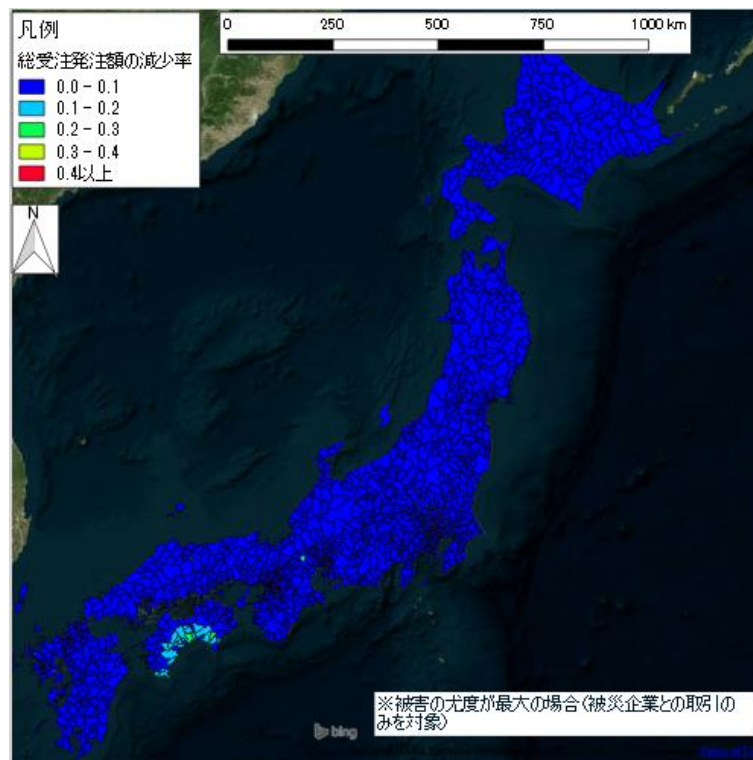 凡例
総受注発注額の減少率
0.0 - 0.1
0.1 - 0.2
0.2 - 0.3
0.3 - 0.4
0.4以上
0 250 500 750 1000 km
N
※被害の尤度が最大の場合(被災企業との取引の
みを対象)
bing